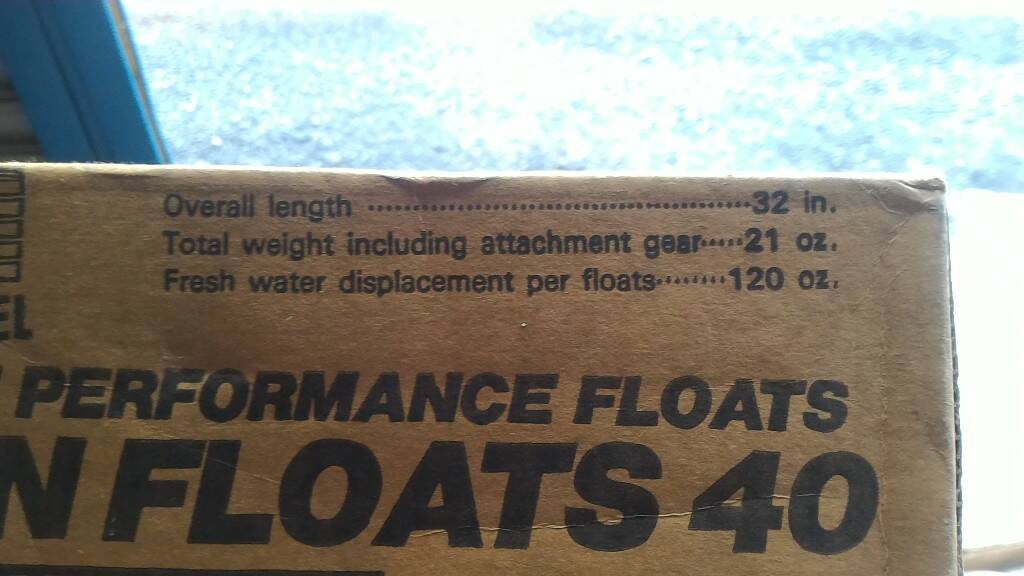 Overall length ........................................32 in.
Total weight including attachment gear.....21 oz.
Fresh water displacement per floats........120 oz.
PERFORMANCE FLOATS
FLOATS 40